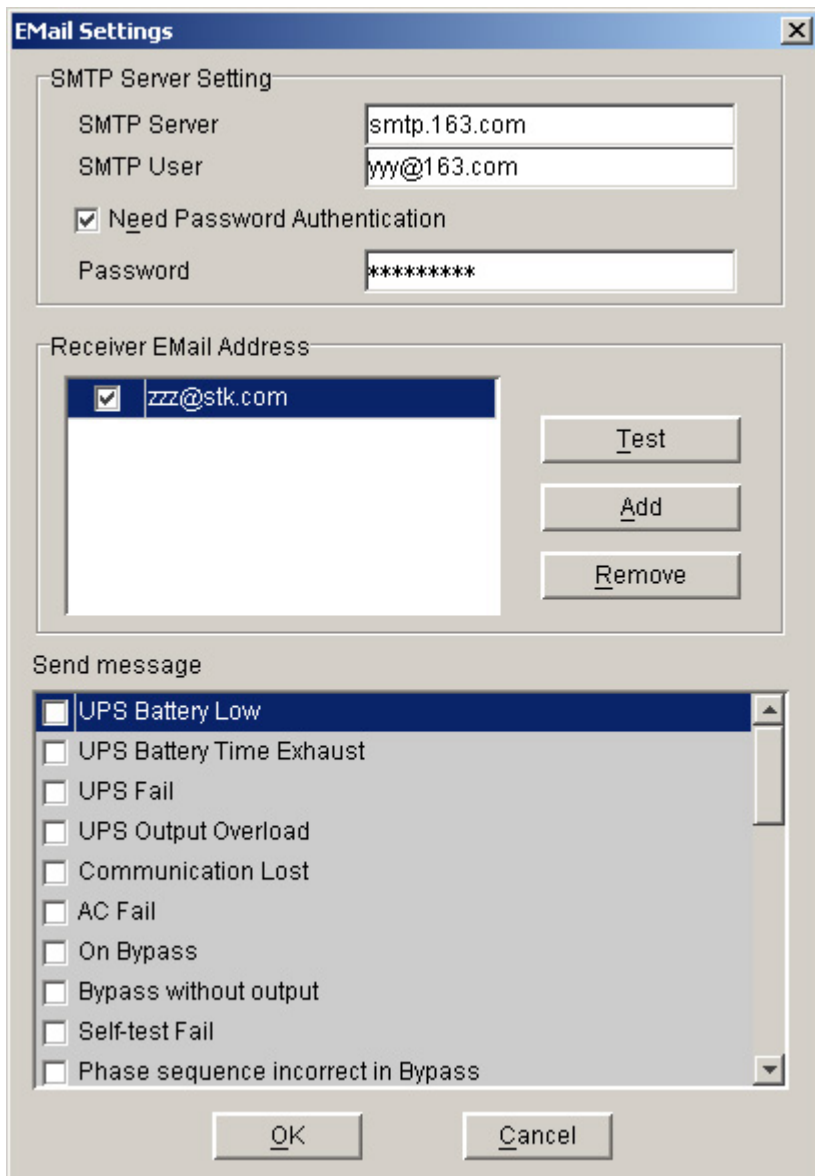 EMail Settings
SMTP Server Setting
SMTP Server smtp.163.com
SMTP User yyy@163.com
Need Password Authentication
Password *********
Receiver EMail Address
zzz@stk.com
Test
Add
Remove
Send message
UPS Battery Low
UPS Battery Time Exhaust
UPS Fail
UPS Output Overload
Communication Lost
AC Fail
On Bypass
Bypass without output
Self-test Fail
Phase sequence incorrect in Bypass
OK Cancel